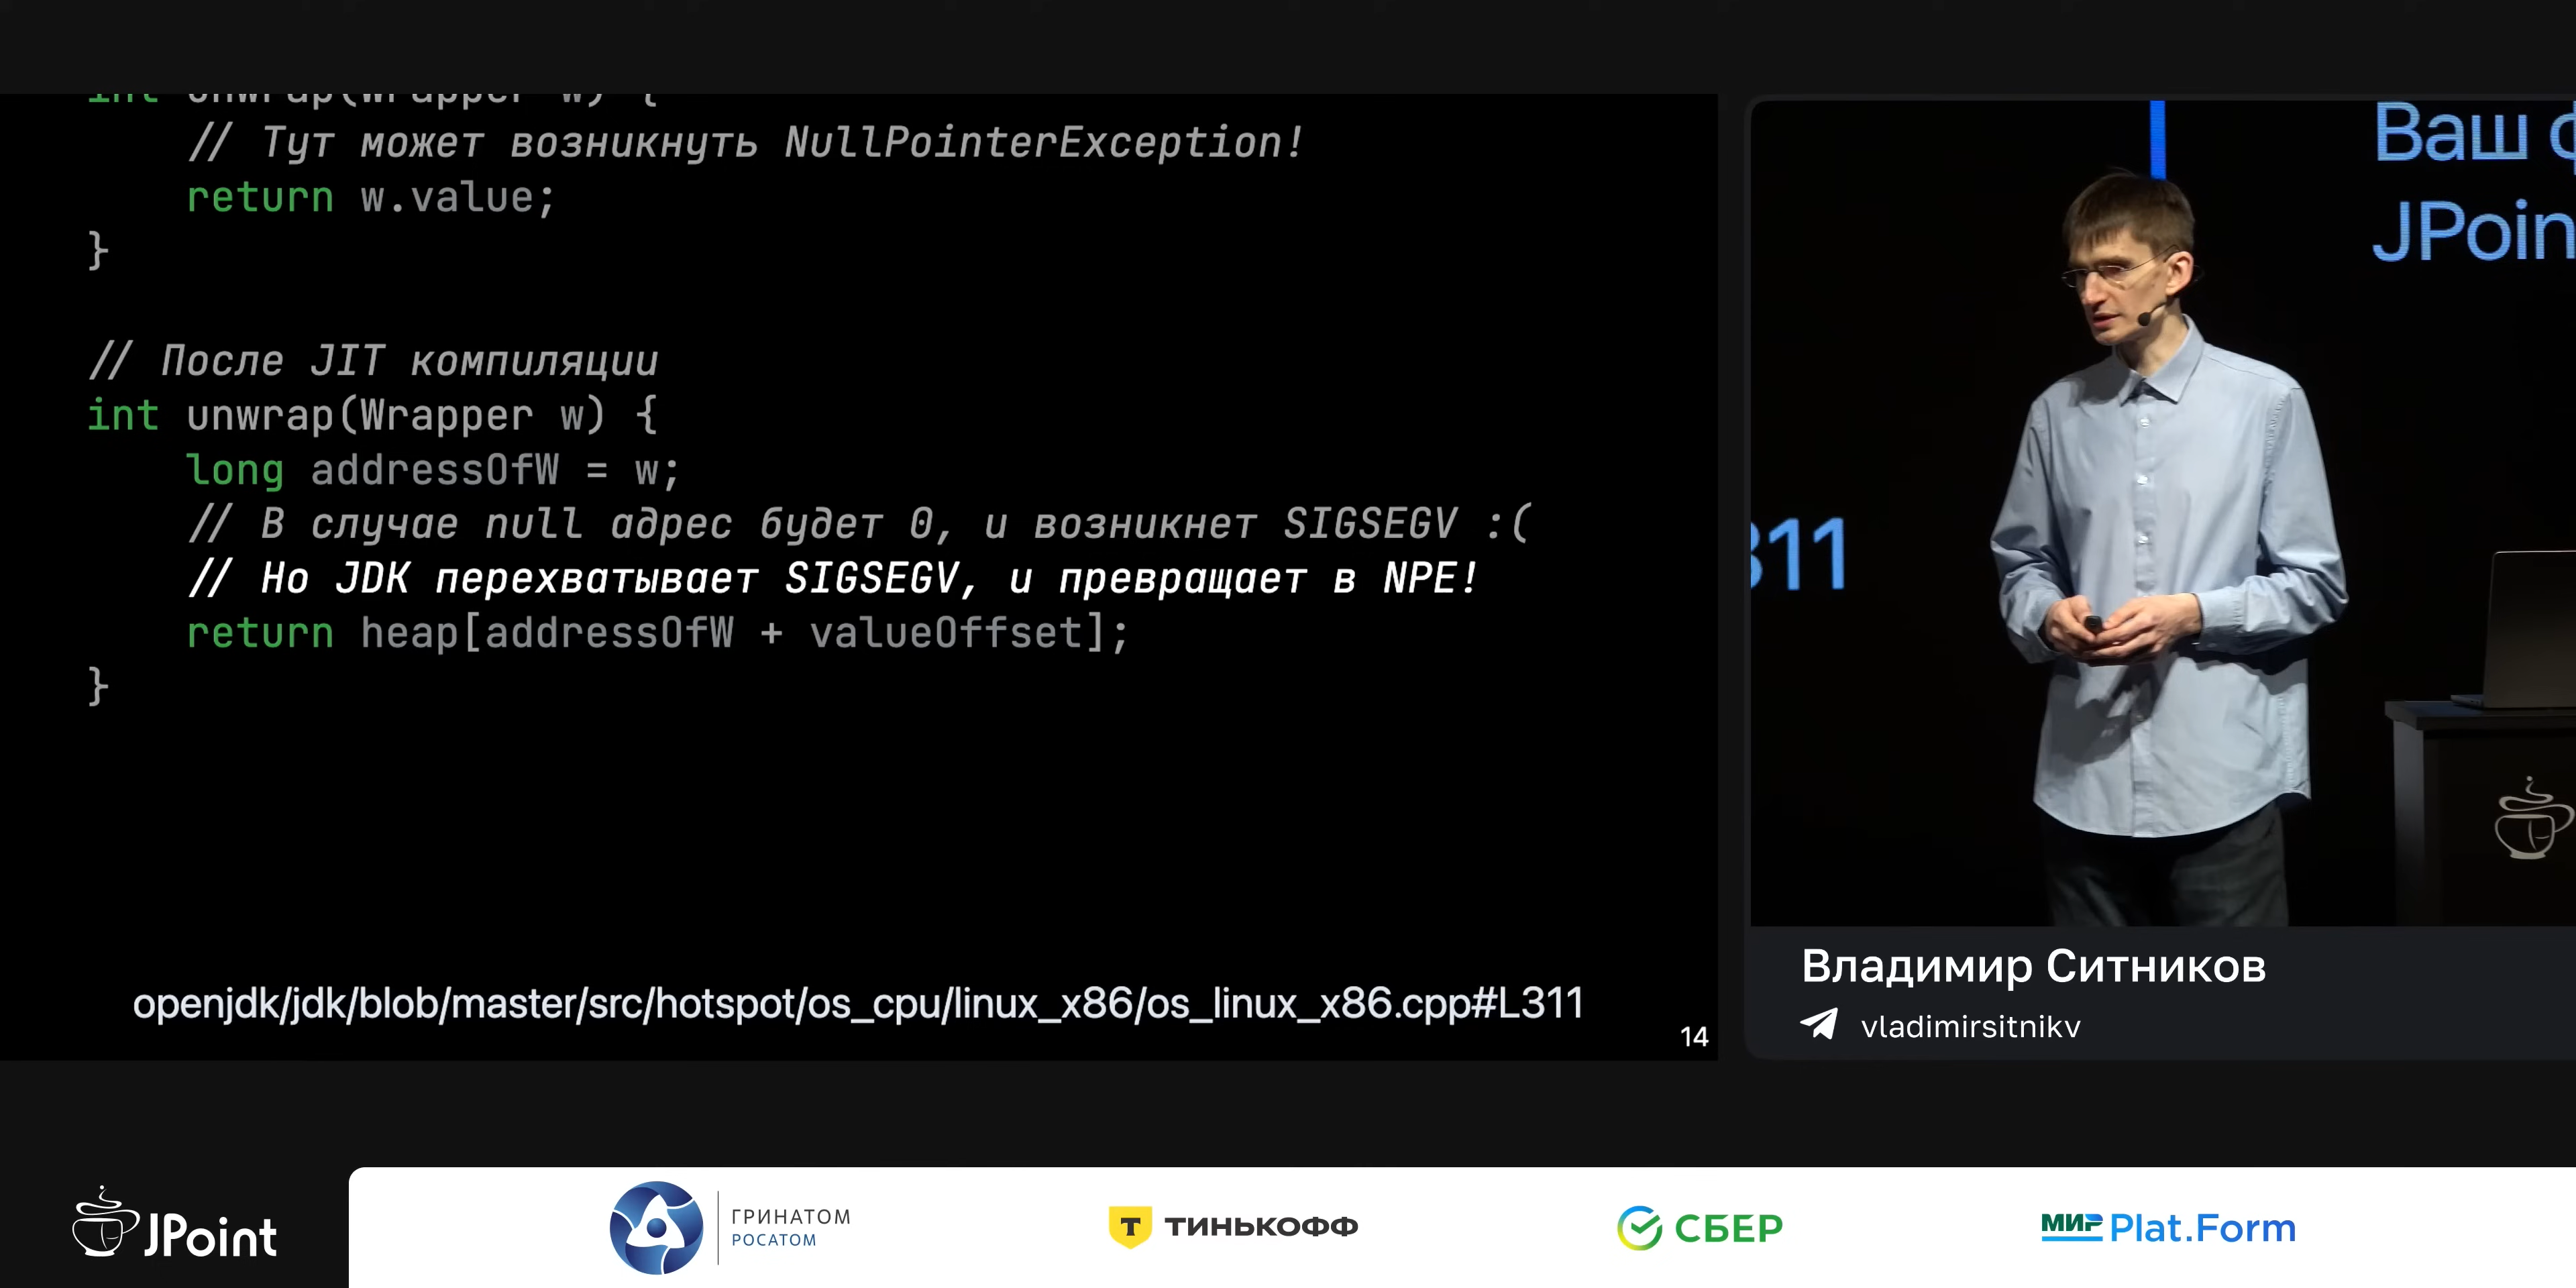 int unwrap(Wrapper w) {
// Тут может возникнуть NullPointerException!
return w.value;
}
// После JIT компиляции
int unwrap(Wrapper w) {
long addressOfW = w;
// В случае null адрес будет 0, и возникнет SIGSEGV :(
// Но JDK перехватывает SIGSEGV, и превращает в NPE!
return heap[addressOfW + valueOffset];
}
openjdk/jdk/blob/master/src/hotspot/os_cpu/linux_x86/os_linux_x86.cpp#L311
14
Ваш
JPoin
311
Владимир Ситников
vladimirsitnikv
JPoint
ГРИНАТОМ
РОСАТОМ
Т ТИНЬКОФФ
СБЕР
МИР Plat.Form